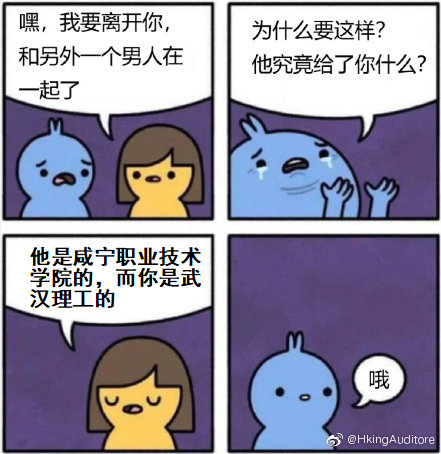 嘿，我要离开你，
和另外一个男人在
一起了
为什么要这样？
他究竟给了你什么？
他是咸宁职业技术
学院的，而你是武
汉理工的
哦
@HkingAuditore